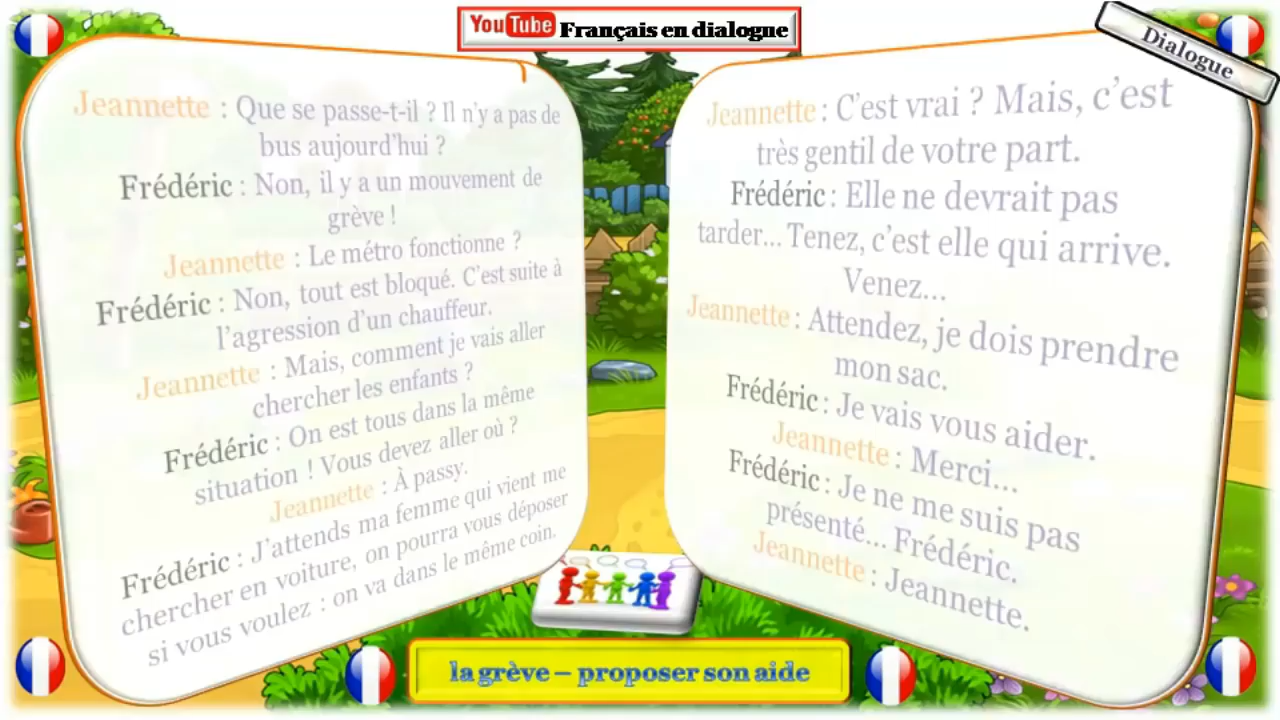 YouTube Français en dialogue
Dialogue
Jeannette : Que se passe-t-il ? Il n'y a pas de
bus aujourd'hui ?
Frédéric : Non, il y a un mouvement de
grève !
Jeannette : Le métro fonctionne ?
Frédéric : Non, tout est bloqué. C'est suite à
l'agression d'un chauffeur.
Jeannette : Mais, comment je vais aller
chercher les enfants ?
Frédéric : On est tous dans la même
situation ! Vous devez aller où ?
Jeannette : À passy.
Frédéric : J'attends ma femme qui vient me
chercher en voiture, on pourra vous déposer
si vous voulez : on va dans le même coin.
Jeannette : C'est vrai ? Mais, c'est
très gentil de votre part.
Frédéric : Elle ne devrait pas
tarder... Tenez, c'est elle qui arrive.
Venez...
Jeannette : Attendez, je dois prendre
mon sac.
Frédéric : Je vais vous aider.
Jeannette : Merci...
Frédéric : Je ne me suis pas
présenté... Frédéric.
Jeannette : Jeannette.
la grève – proposer son aide